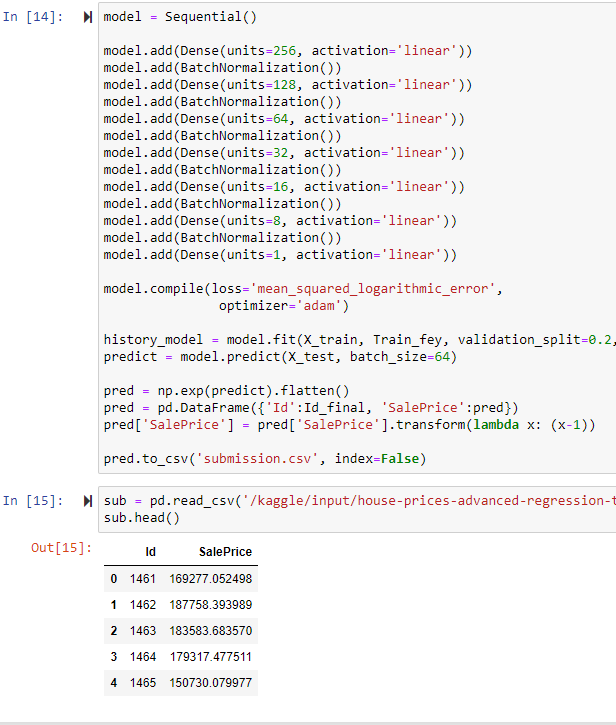 In [14]:
model = Sequential()
model.add(Dense(units=256, activation='linear'))
model.add(BatchNormalization())
model.add(Dense(units=128, activation='linear'))
model.add(BatchNormalization())
model.add(Dense(units=64, activation='linear'))
model.add(BatchNormalization())
model.add(Dense(units=32, activation='linear'))
model.add(BatchNormalization())
model.add(Dense(units=16, activation='linear'))
model.add(BatchNormalization())
model.add(Dense(units=8, activation='linear'))
model.add(BatchNormalization())
model.add(Dense(units=1, activation='linear'))
model.compile(loss='mean_squared_logarithmic_error',
optimizer='adam')
history_model = model.fit(X_train, Train_fey, validation_split=0.2,
predict = model.predict(X_test, batch_size=64)
pred = np.exp(predict).flatten()
pred = pd.DataFrame({'Id':Id_final, 'SalePrice':pred})
pred['SalePrice'] = pred['SalePrice'].transform(lambda x: (x-1))
pred.to_csv('submission.csv', index=False)
In [15]:
sub = pd.read_csv('/kaggle/input/house-prices-advanced-regression-t
sub.head()
Out[15]:
Id SalePrice
0 1461 169277.052498
1 1462 187758.393989
2 1463 183583.683570
3 1464 179317.477511
4 1465 150730.079977